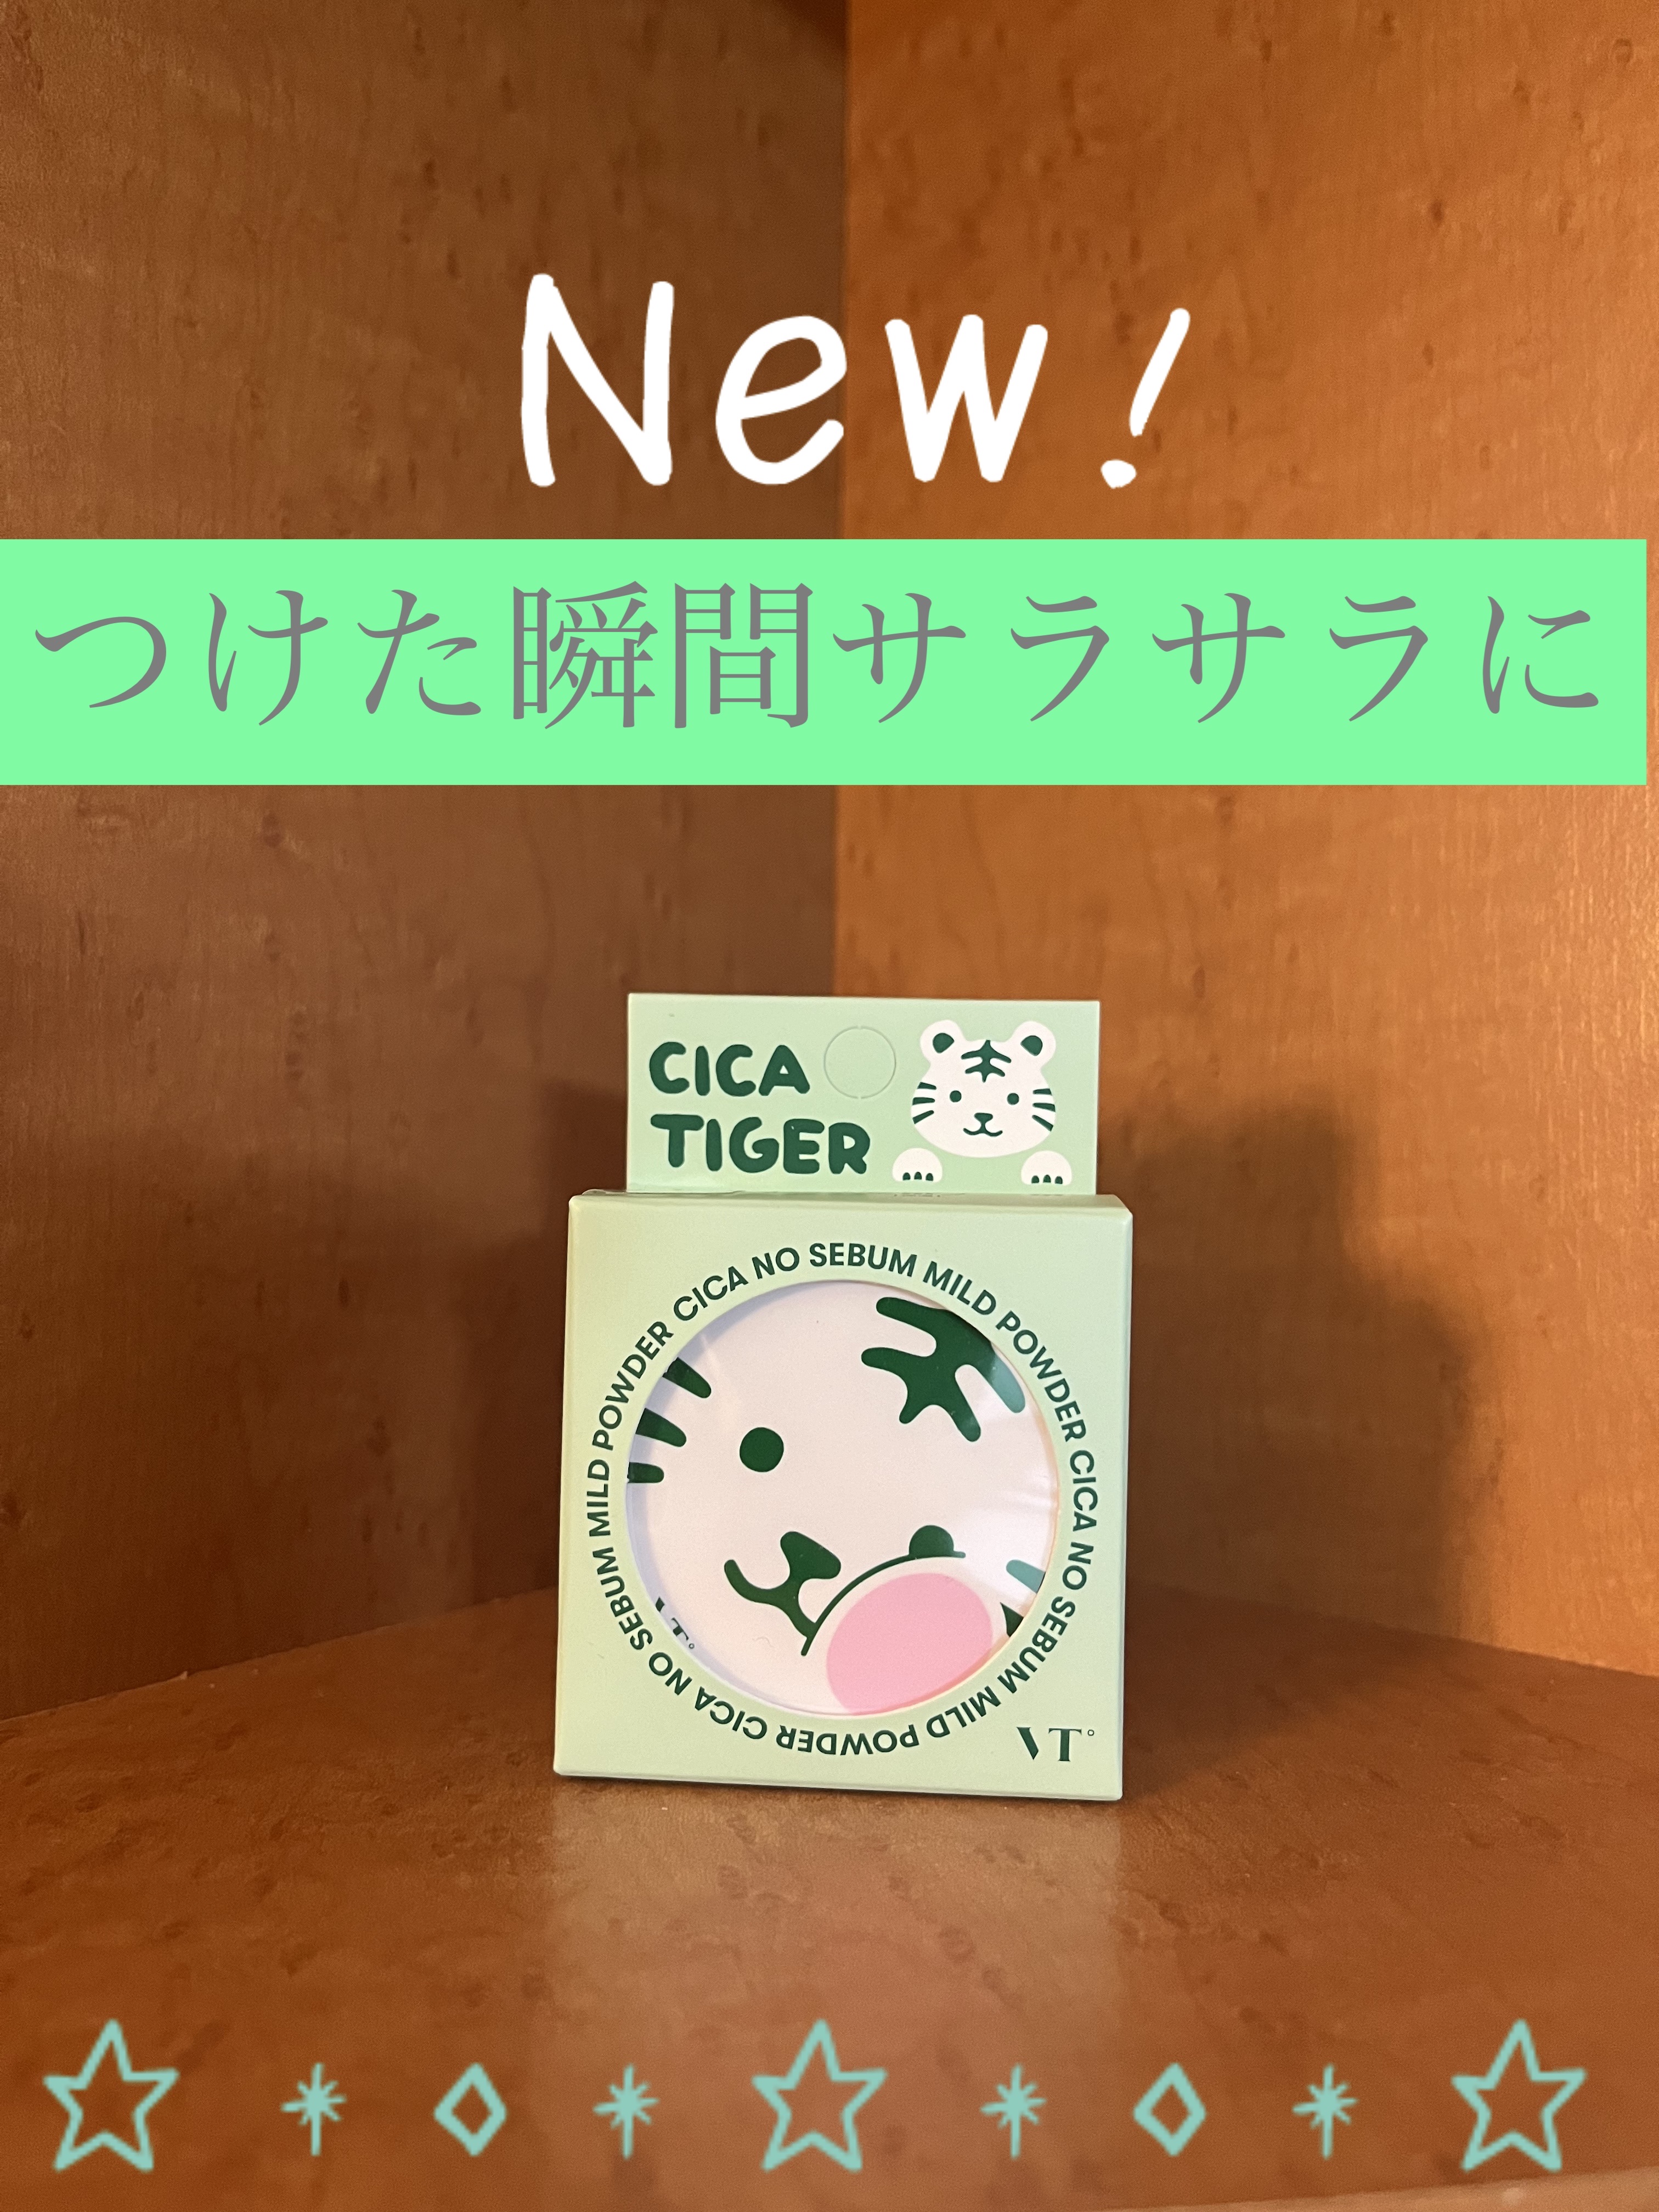 New!
つけた瞬間サラサラに
CICA
TIGER
CICA NO SEBUM MILD POWDER CICA NO SEBUM MILD POWDER CICA NO SEBUM MILD POWDER
VT
VT